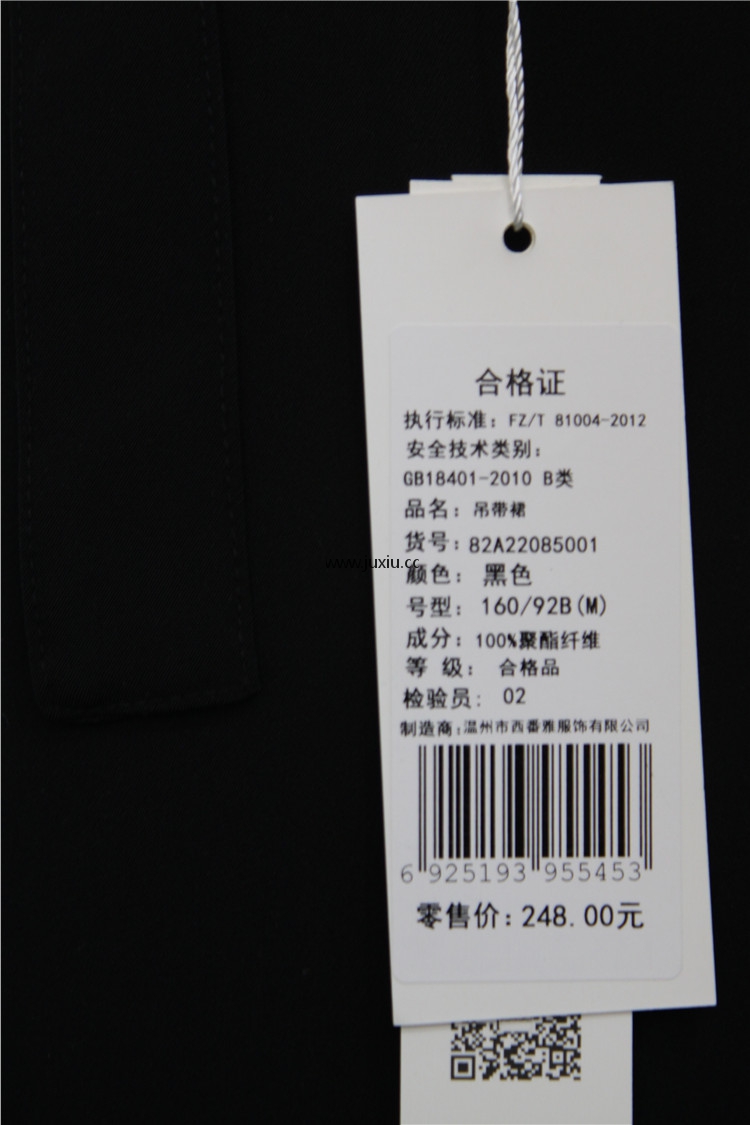 合格证
执行标准：FZ/T 81004-2012
安全技术类别：
GB18401-2010 B类
品名：吊带裙
货号：82A22085001
www.juxiu.cc
颜色：黑色
号型：160/92B(M)
成分：100%聚酯纤维
等 级：合格品
检验员：02
制造商：温州市西番雅服饰有限公司
6 925193 955453
零售价：248.00元